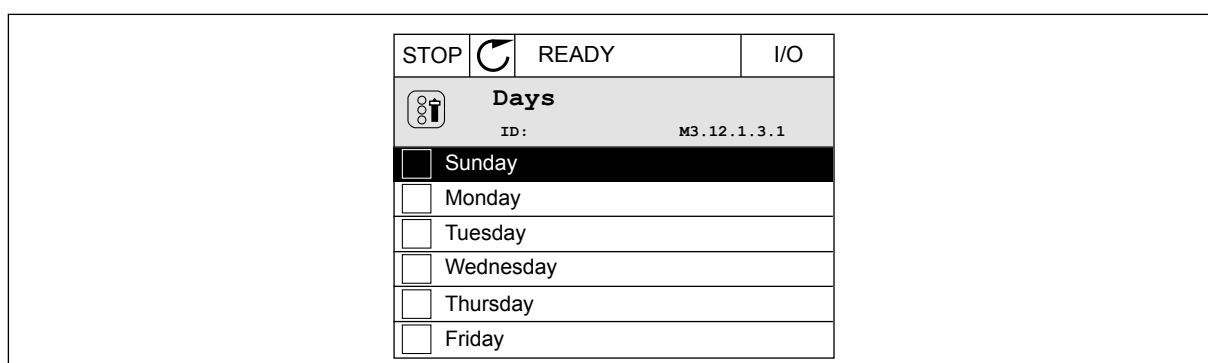 STOP READY I/O
Days
ID: M3.12.1.3.1
Sunday
Monday
Tuesday
Wednesday
Thursday
Friday